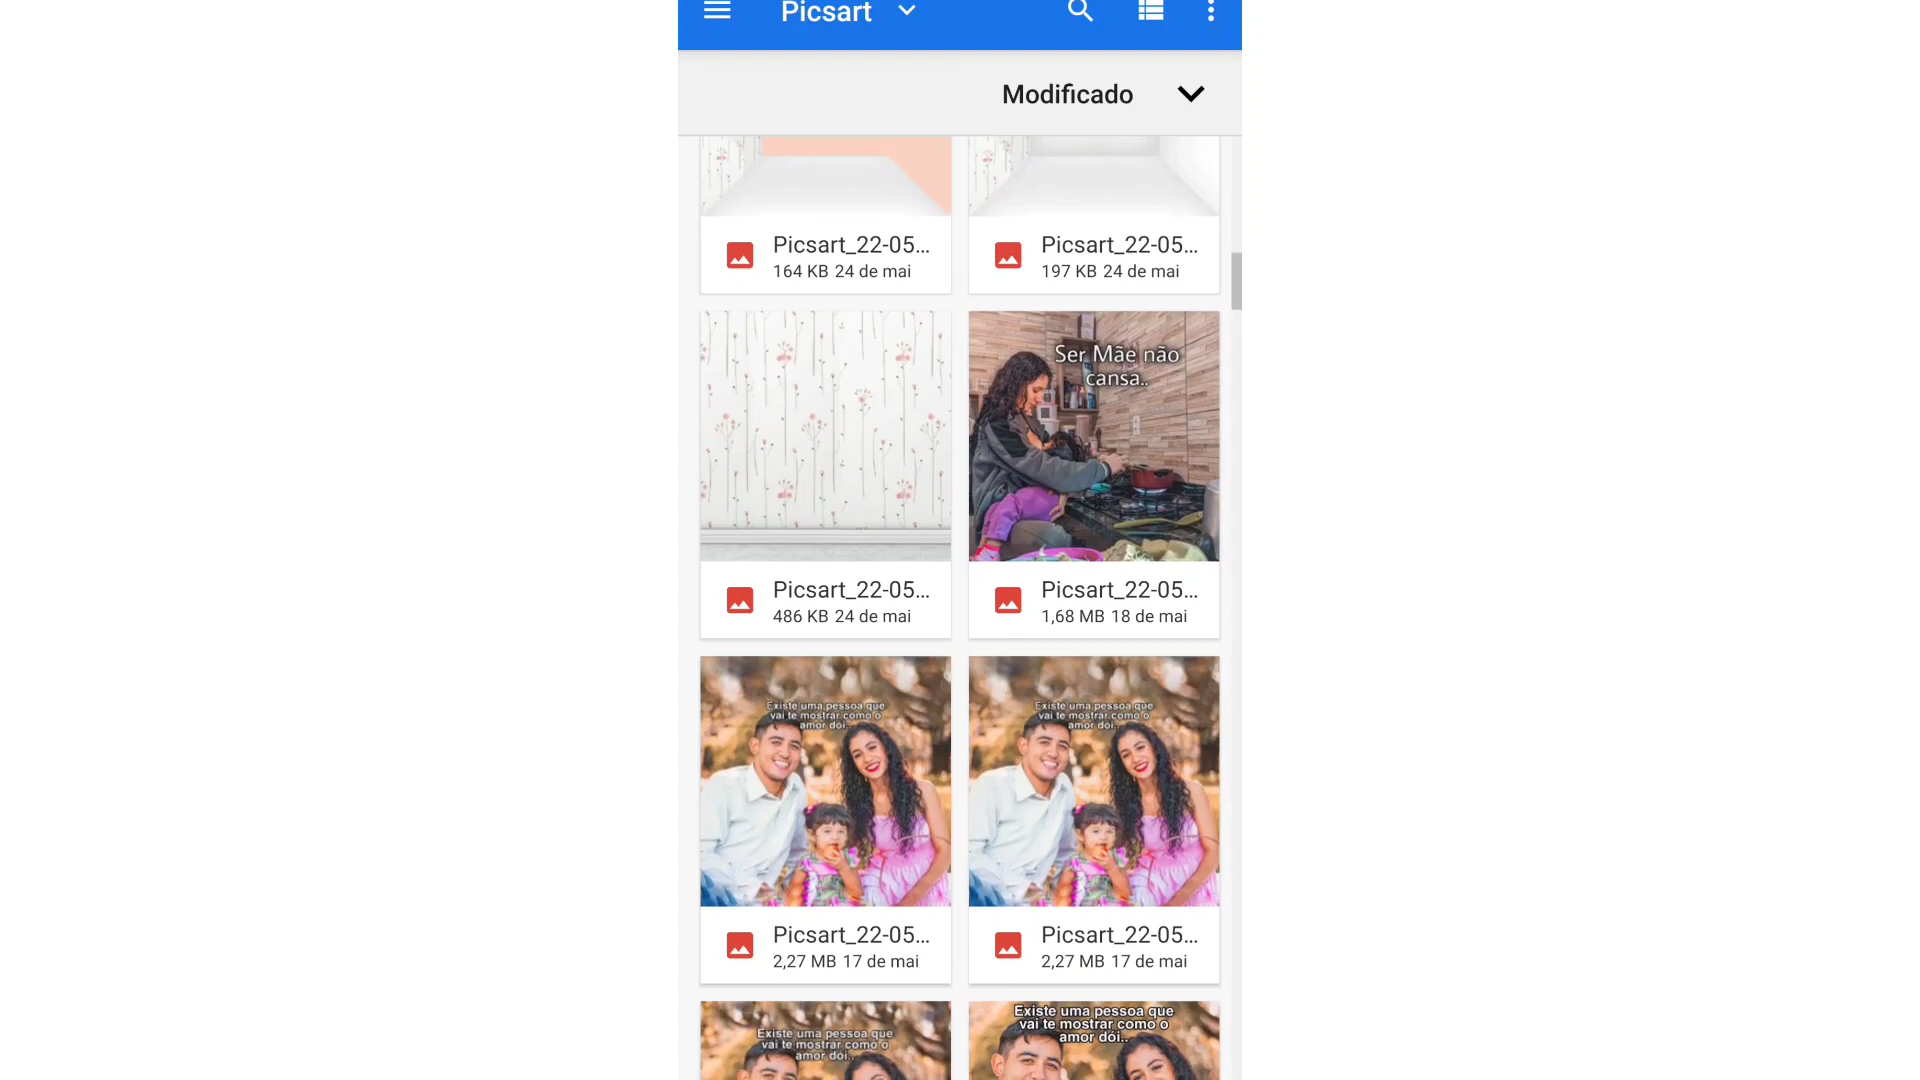 Picsart
Modificado
Picsart_22-05...
164 KB 24 de mai
Picsart_22-05...
197 KB 24 de mai
Ser Mãe não
cansa..
Picsart_22-05...
486 KB 24 de mai
Picsart_22-05...
1,68 MB 18 de mai
Existe uma pessoa que
vai te mostrar como o
amor dói..
Existe uma pessoa que
vai te mostrar como o
amor dói..
Picsart_22-05...
2,27 MB 17 de mai
Picsart_22-05...
2,27 MB 17 de mai
Existe uma pessoa que
vai te mostrar como o
amor dói..
Existe uma pessoa que
vai te mostrar como o
amor dói..